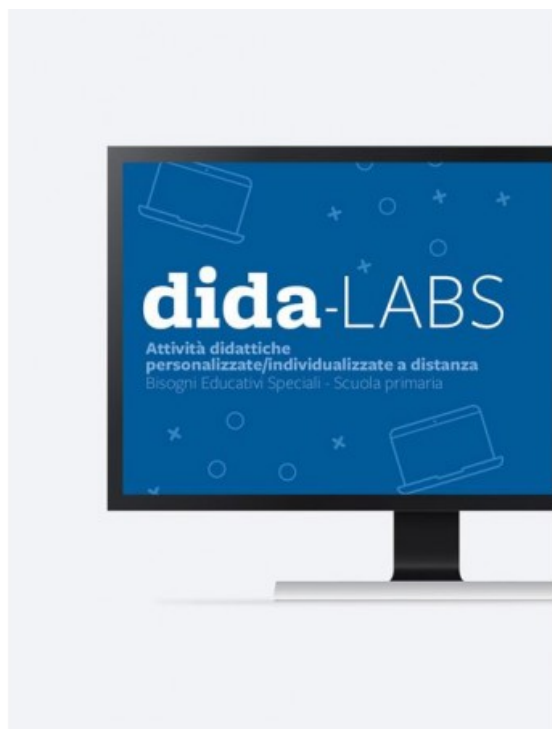 dida-LABS
Attività didattiche
personalizzate/individualizzate a distanza
Bisogni Educativi Speciali - Scuola primaria